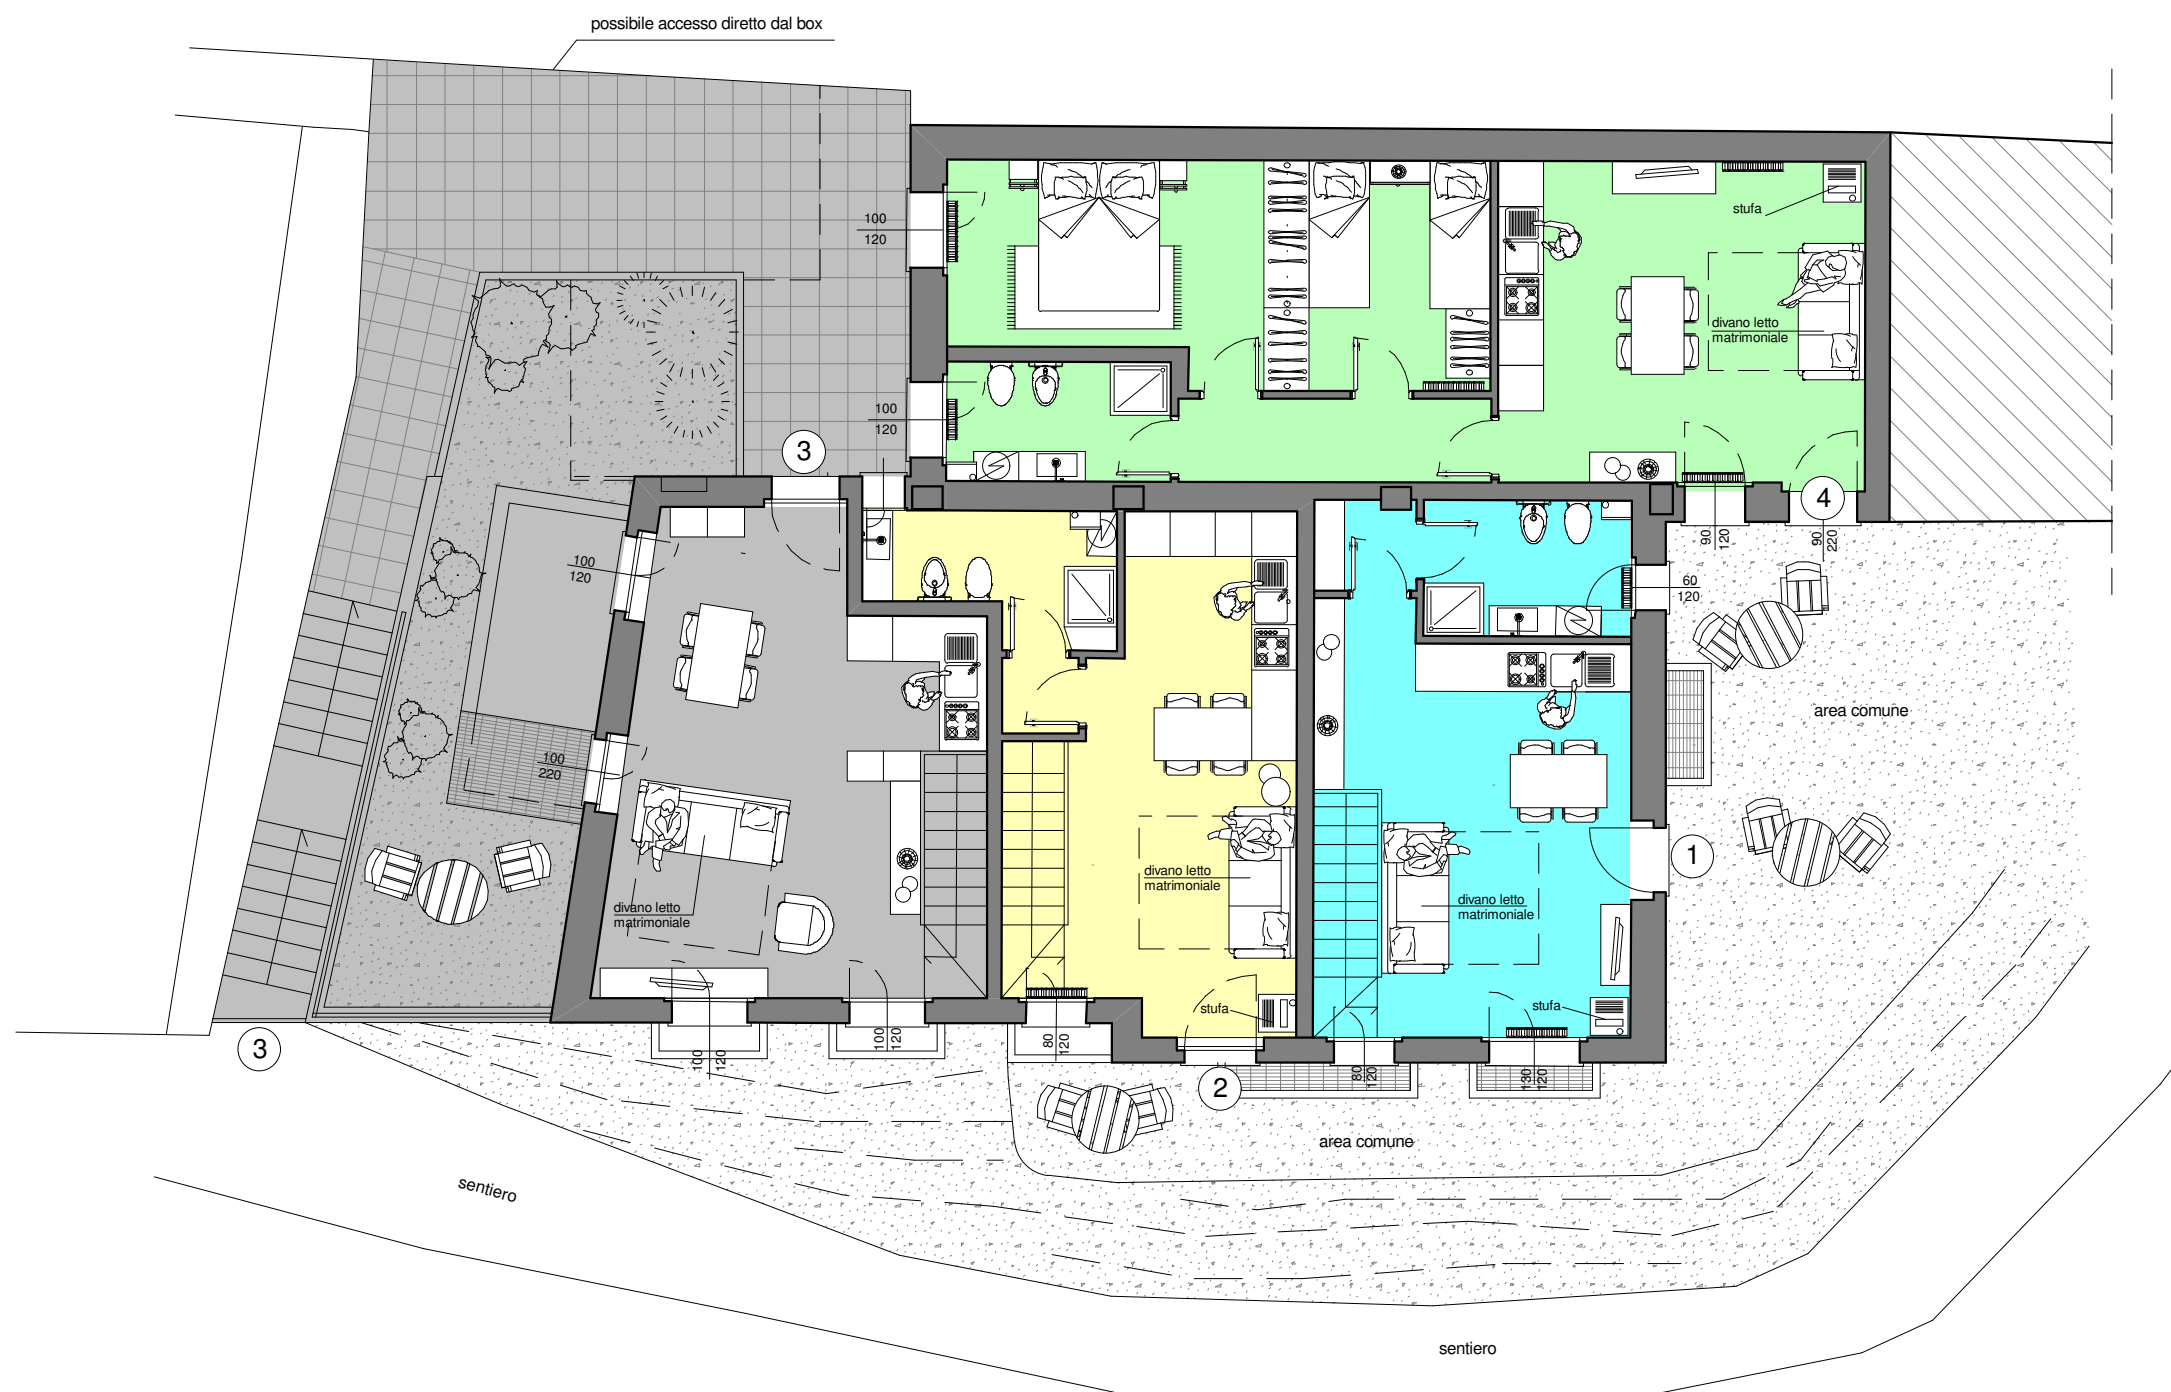 possibile accesso diretto dal box
100
120
stufa
divano letto
matrimoniale
100
120
3
4
90
120
90
220
100
120
60
120
area comune
100
220
1
divano letto
matrimoniale
divano letto
matrimoniale
divano letto
matrimoniale
stufa
stufa
3
100
120
100
120
80
120
2
80
120
130
120
area comune
sentiero
sentiero